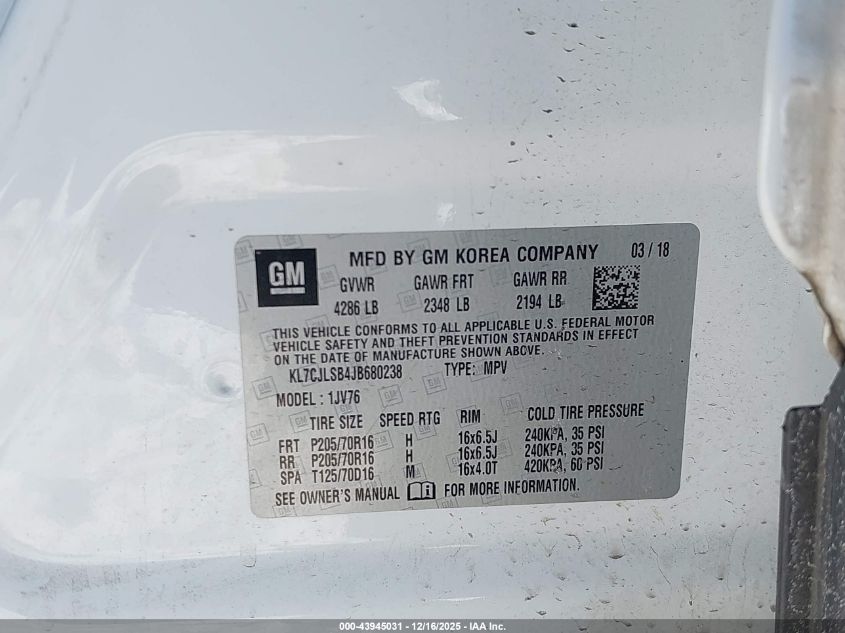 GM
MFD BY GM KOREA COMPANY 03 / 18
GVWR GAWR FRT GAWR RR
4286 LB 2348 LB 2194 LB
THIS VEHICLE CONFORMS TO ALL APPLICABLE U.S. FEDERAL MOTOR
VEHICLE SAFETY AND THEFT PREVENTION STANDARDS IN EFFECT
ON THE DATE OF MANUFACTURE SHOWN ABOVE.
KL7CJLSB4JB680238 TYPE: MPV
MODEL : 1JV76
TIRE SIZE SPEED RTG RIM COLD TIRE PRESSURE
FRT P205/70R16 H 16x6.5J 240KPA, 35 PSI
RR P205/70R16 H 16x6.5J 240KPA, 35 PSI
SPA T125/70D16 M 16x4.0T 420KPA, 60 PSI
SEE OWNER'S MANUAL FOR MORE INFORMATION.
000-43945031 - 12/16/2025 - IAA Inc.